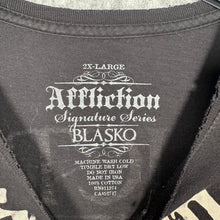 2X-LARGE
Affliction
Signature Series
BLASKO
MACHINE WASH COLD
TUMBLE DRY LOW
DO NOT IRON
MADE IN USA
100% COTTON